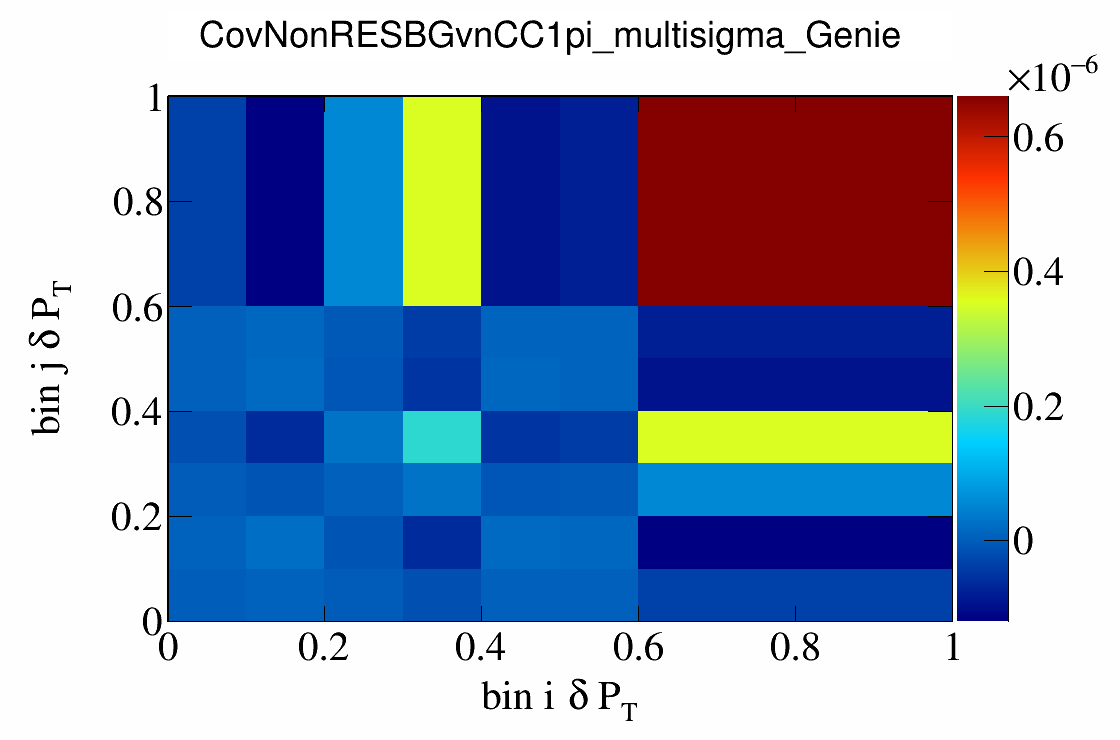 CovNonRESBGvnCC1pi_multisigma_Genie
×10⁻⁶
1
0.8
0.6
0.4
0.2
0
bin j δ P_T
0 0.2 0.4 0.6 0.8 1
bin i δ P_T
0.6
0.4
0.2
0